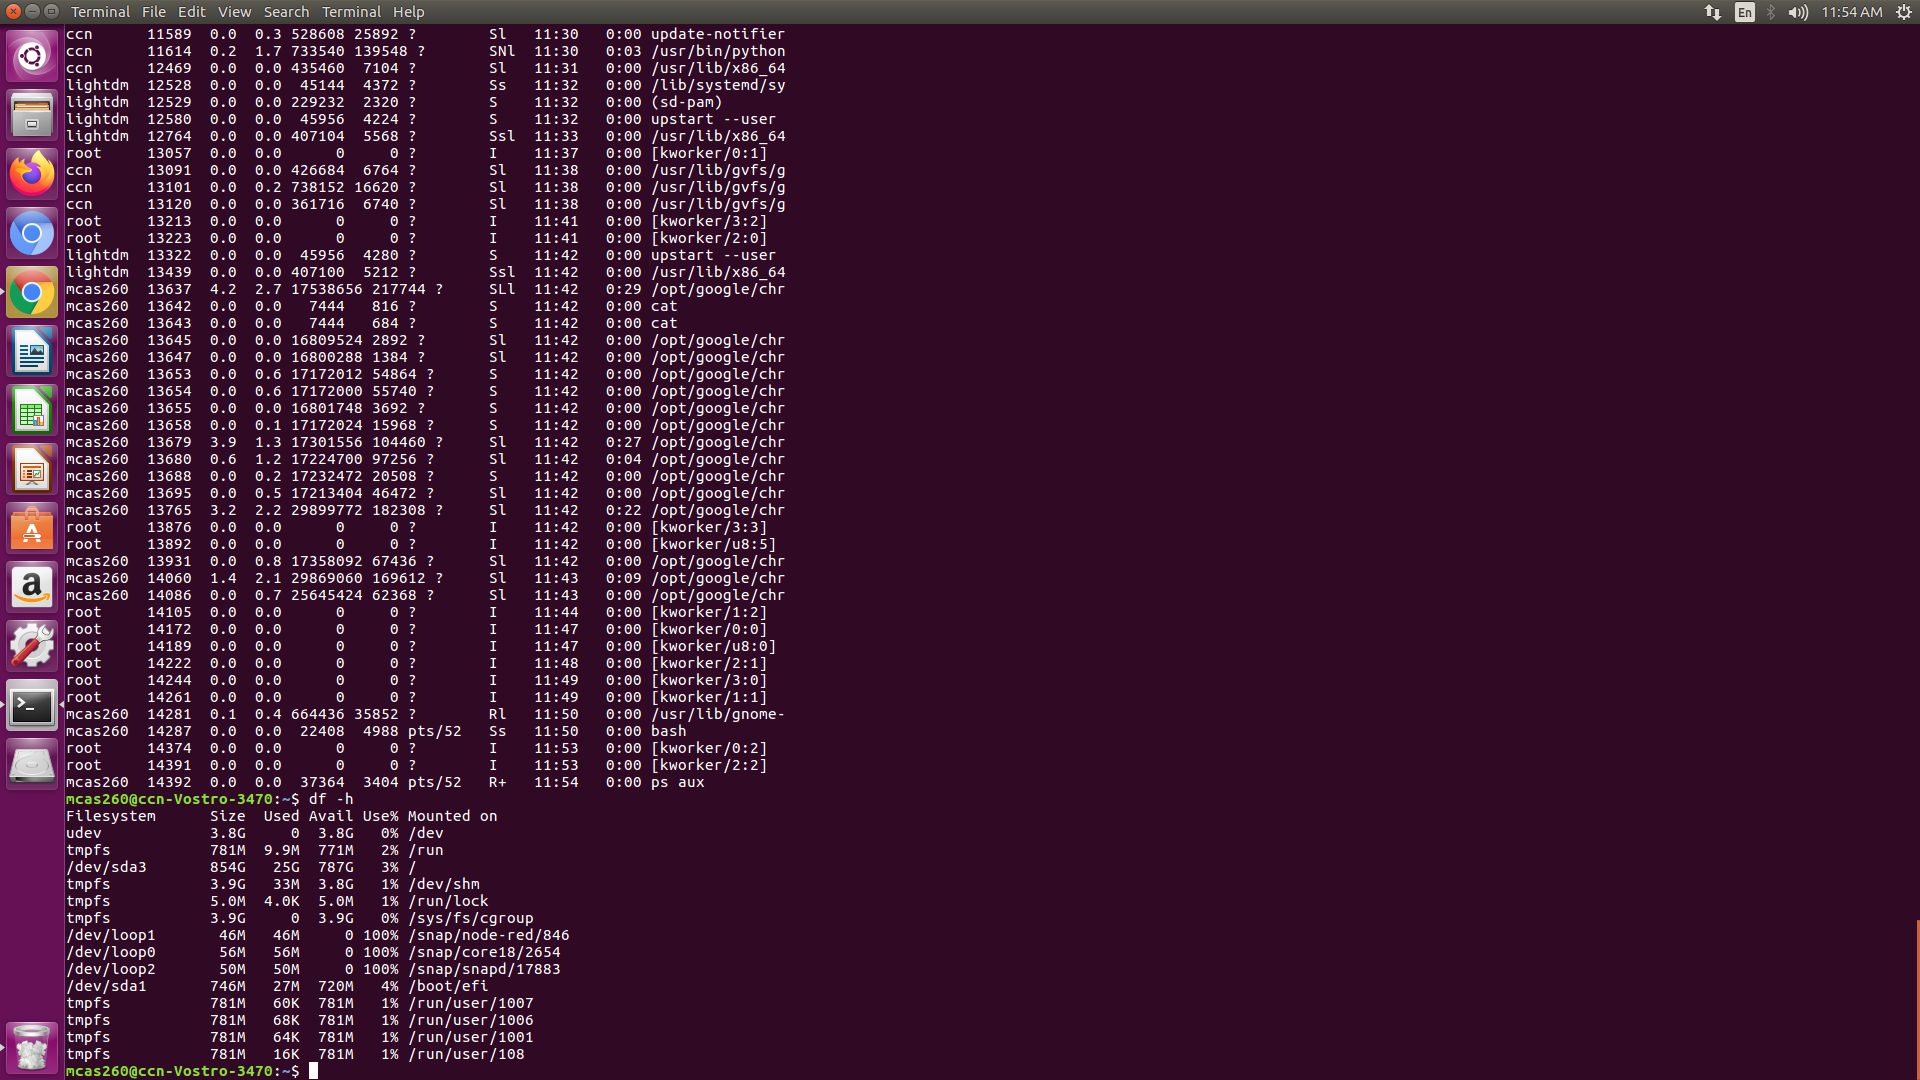 Terminal File Edit View Search Terminal Help En 11:54 AM
ccn      11589  0.0  0.3 528608 25892 ?        Sl   11:30   0:00 update-notifier
ccn      11614  0.2  1.7 733540 139548 ?       SNl  11:30   0:03 /usr/bin/python
ccn      12469  0.0  0.0 435460  7104 ?        Sl   11:31   0:00 /usr/lib/x86_64
lightdm  12528  0.0  0.0  45144  4372 ?        Ss   11:32   0:00 /lib/systemd/sy
lightdm  12529  0.0  0.0 229232  2320 ?        S    11:32   0:00 (sd-pam)
lightdm  12580  0.0  0.0  45956  4224 ?        S    11:32   0:00 upstart --user
lightdm  12764  0.0  0.0 407104  5568 ?        Ssl  11:33   0:00 /usr/lib/x86_64
root     13057  0.0  0.0      0     0 ?        I    11:37   0:00 [kworker/0:1]
ccn      13091  0.0  0.0 426684  6764 ?        Sl   11:38   0:00 /usr/lib/gvfs/g
ccn      13101  0.0  0.2 738152 16620 ?        Sl   11:38   0:00 /usr/lib/gvfs/g
ccn      13120  0.0  0.0 361716  6740 ?        Sl   11:38   0:00 /usr/lib/gvfs/g
root     13213  0.0  0.0      0     0 ?        I    11:41   0:00 [kworker/3:2]
root     13223  0.0  0.0      0     0 ?        I    11:41   0:00 [kworker/2:0]
lightdm  13322  0.0  0.0  45956  4280 ?        S    11:42   0:00 upstart --user
lightdm  13439  0.0  0.0 407100  5212 ?        Ssl  11:42   0:00 /usr/lib/x86_64
mcas260  13637  4.2  2.7 17538656 217744 ?     SLl  11:42   0:29 /opt/google/chr
mcas260  13642  0.0  0.0   7444   816 ?        S    11:42   0:00 cat
mcas260  13643  0.0  0.0   7444   684 ?        S    11:42   0:00 cat
mcas260  13645  0.0  0.0 16809524 2892 ?       Sl   11:42   0:00 /opt/google/chr
mcas260  13647  0.0  0.0 16800288 1384 ?       Sl   11:42   0:00 /opt/google/chr
mcas260  13653  0.0  0.6 17172012 54864 ?      S    11:42   0:00 /opt/google/chr
mcas260  13654  0.0  0.6 17172000 55740 ?      S    11:42   0:00 /opt/google/chr
mcas260  13655  0.0  0.0 16801748 3692 ?       S    11:42   0:00 /opt/google/chr
mcas260  13658  0.0  0.1 17172024 15968 ?      S    11:42   0:00 /opt/google/chr
mcas260  13679  3.9  1.3 17301556 104460 ?     Sl   11:42   0:27 /opt/google/chr
mcas260  13680  0.6  1.2 17224700 97256 ?      Sl   11:42   0:04 /opt/google/chr
mcas260  13688  0.0  0.2 17232472 20508 ?      S    11:42   0:00 /opt/google/chr
mcas260  13695  0.0  0.5 17213404 46472 ?      Sl   11:42   0:00 /opt/google/chr
mcas260  13765  3.2  2.2 29899772 182308 ?     Sl   11:42   0:22 /opt/google/chr
root     13876  0.0  0.0      0     0 ?        I    11:42   0:00 [kworker/3:3]
root     13892  0.0  0.0      0     0 ?        I    11:42   0:00 [kworker/u8:5]
mcas260  13931  0.0  0.8 17358092 67436 ?      Sl   11:42   0:00 /opt/google/chr
mcas260  14060  1.4  2.1 29869060 169612 ?     Sl   11:43   0:09 /opt/google/chr
mcas260  14086  0.0  0.7 25645424 62368 ?      Sl   11:43   0:00 /opt/google/chr
root     14105  0.0  0.0      0     0 ?        I    11:44   0:00 [kworker/1:2]
root     14172  0.0  0.0      0     0 ?        I    11:47   0:00 [kworker/0:0]
root     14189  0.0  0.0      0     0 ?        I    11:47   0:00 [kworker/u8:0]
root     14222  0.0  0.0      0     0 ?        I    11:48   0:00 [kworker/2:1]
root     14244  0.0  0.0      0     0 ?        I    11:49   0:00 [kworker/3:0]
root     14261  0.0  0.0      0     0 ?        I    11:49   0:00 [kworker/1:1]
mcas260  14281  0.1  0.4 664436 35852 ?        Rl   11:50   0:00 /usr/lib/gnome-
mcas260  14287  0.0  0.0  22408  4988 pts/52   Ss   11:50   0:00 bash
root     14374  0.0  0.0      0     0 ?        I    11:53   0:00 [kworker/0:2]
root     14391  0.0  0.0      0     0 ?        I    11:53   0:00 [kworker/2:2]
mcas260  14392  0.0  0.0  37364  3404 pts/52   R+   11:54   0:00 ps aux
mcas260@ccn-Vostro-3470:~$ df -h
Filesystem      Size  Used Avail Use% Mounted on
udev            3.8G     0  3.8G   0% /dev
tmpfs           781M  9.9M  771M   2% /run
/dev/sda3       854G   25G  787G   3% /
tmpfs           3.9G   33M  3.8G   1% /dev/shm
tmpfs           5.0M  4.0K  5.0M   1% /run/lock
tmpfs           3.9G     0  3.9G   0% /sys/fs/cgroup
/dev/loop1       46M   46M     0 100% /snap/node-red/846
/dev/loop0       56M   56M     0 100% /snap/core18/2654
/dev/loop2       50M   50M     0 100% /snap/snapd/17883
/dev/sda1       746M   27M  720M   4% /boot/efi
tmpfs           781M   60K  781M   1% /run/user/1007
tmpfs           781M   68K  781M   1% /run/user/1006
tmpfs           781M   64K  781M   1% /run/user/1001
tmpfs           781M   16K  781M   1% /run/user/108
mcas260@ccn-Vostro-3470:~$